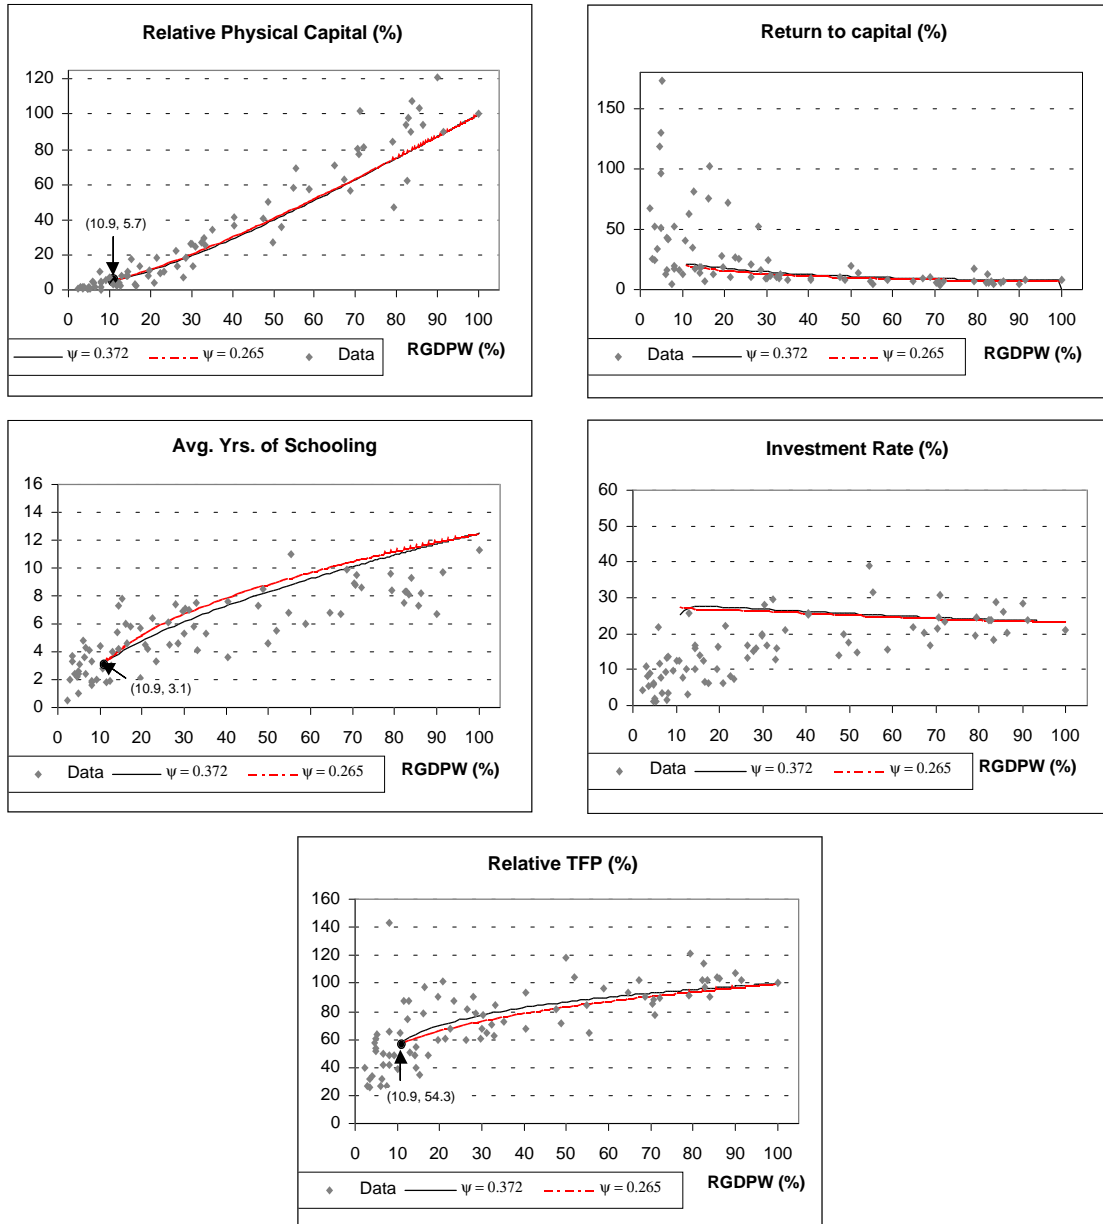 Relative Physical Capital (%)
120
100
80
60
40
20
0
(10.9, 5.7)
0 10 20 30 40 50 60 70 80 90 100
ψ = 0.372 ψ = 0.265 Data RGDPW (%)
Return to capital (%)
150
100
50
0
0 10 20 30 40 50 60 70 80 90 100
Data ψ = 0.372 ψ = 0.265 RGDPW (%)
Avg. Yrs. of Schooling
16
14
12
10
8
6
4
2
0
(10.9, 3.1)
0 10 20 30 40 50 60 70 80 90 100
Data ψ = 0.372 ψ = 0.265 RGDPW (%)
Investment Rate (%)
60
50
40
30
20
10
0
0 10 20 30 40 50 60 70 80 90 100
Data ψ = 0.372 ψ = 0.265 RGDPW (%)
Relative TFP (%)
160
140
120
100
80
60
40
20
0
(10.9, 54.3)
0 10 20 30 40 50 60 70 80 90 100
Data ψ = 0.372 ψ = 0.265 RGDPW (%)